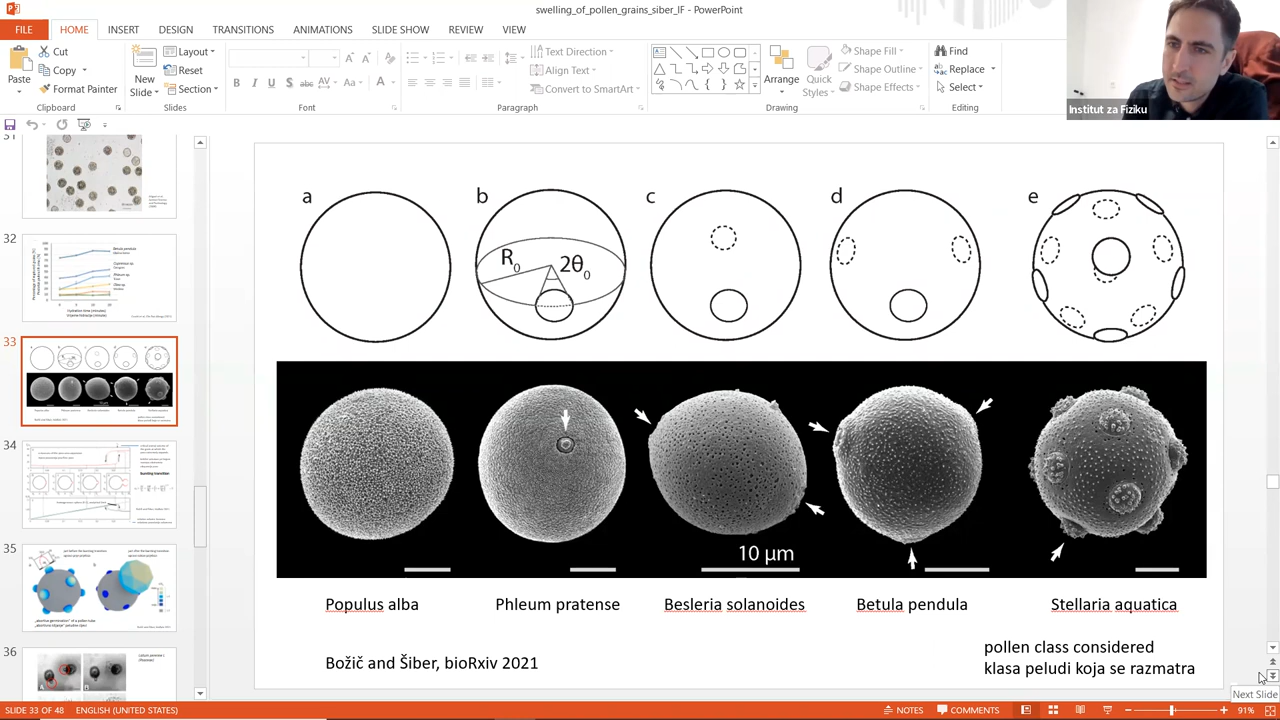 swelling_of_pollen_grains_siber_IF - PowerPoint
FILE HOME INSERT DESIGN TRANSITIONS ANIMATIONS SLIDE SHOW REVIEW VIEW
Paste
Cut
Copy
Format Painter
Clipboard
New
Slide
Layout
Reset
Section
Slides
B I U S abc AV Aa A
Font
Paragraph
Text Direction
Align Text
Convert to SmartArt
Arrange
Quick
Styles
Drawing
Shape Fill
Shape Outline
Shape Effects
Find
Replace
Select
Editing
Institut za Fiziku
31
32
33
34
35
36
a b c d e
R0 2θ0
10 μm
Populus alba
Phleum pratense
Besleria solanoides
Betula pendula
Stellaria aquatica
Božič and Šiber, bioRxiv 2021
pollen class considered
klasa peludi koja se razmatra
Next Slide
SLIDE 33 OF 48 ENGLISH (UNITED STATES) NOTES COMMENTS 91%